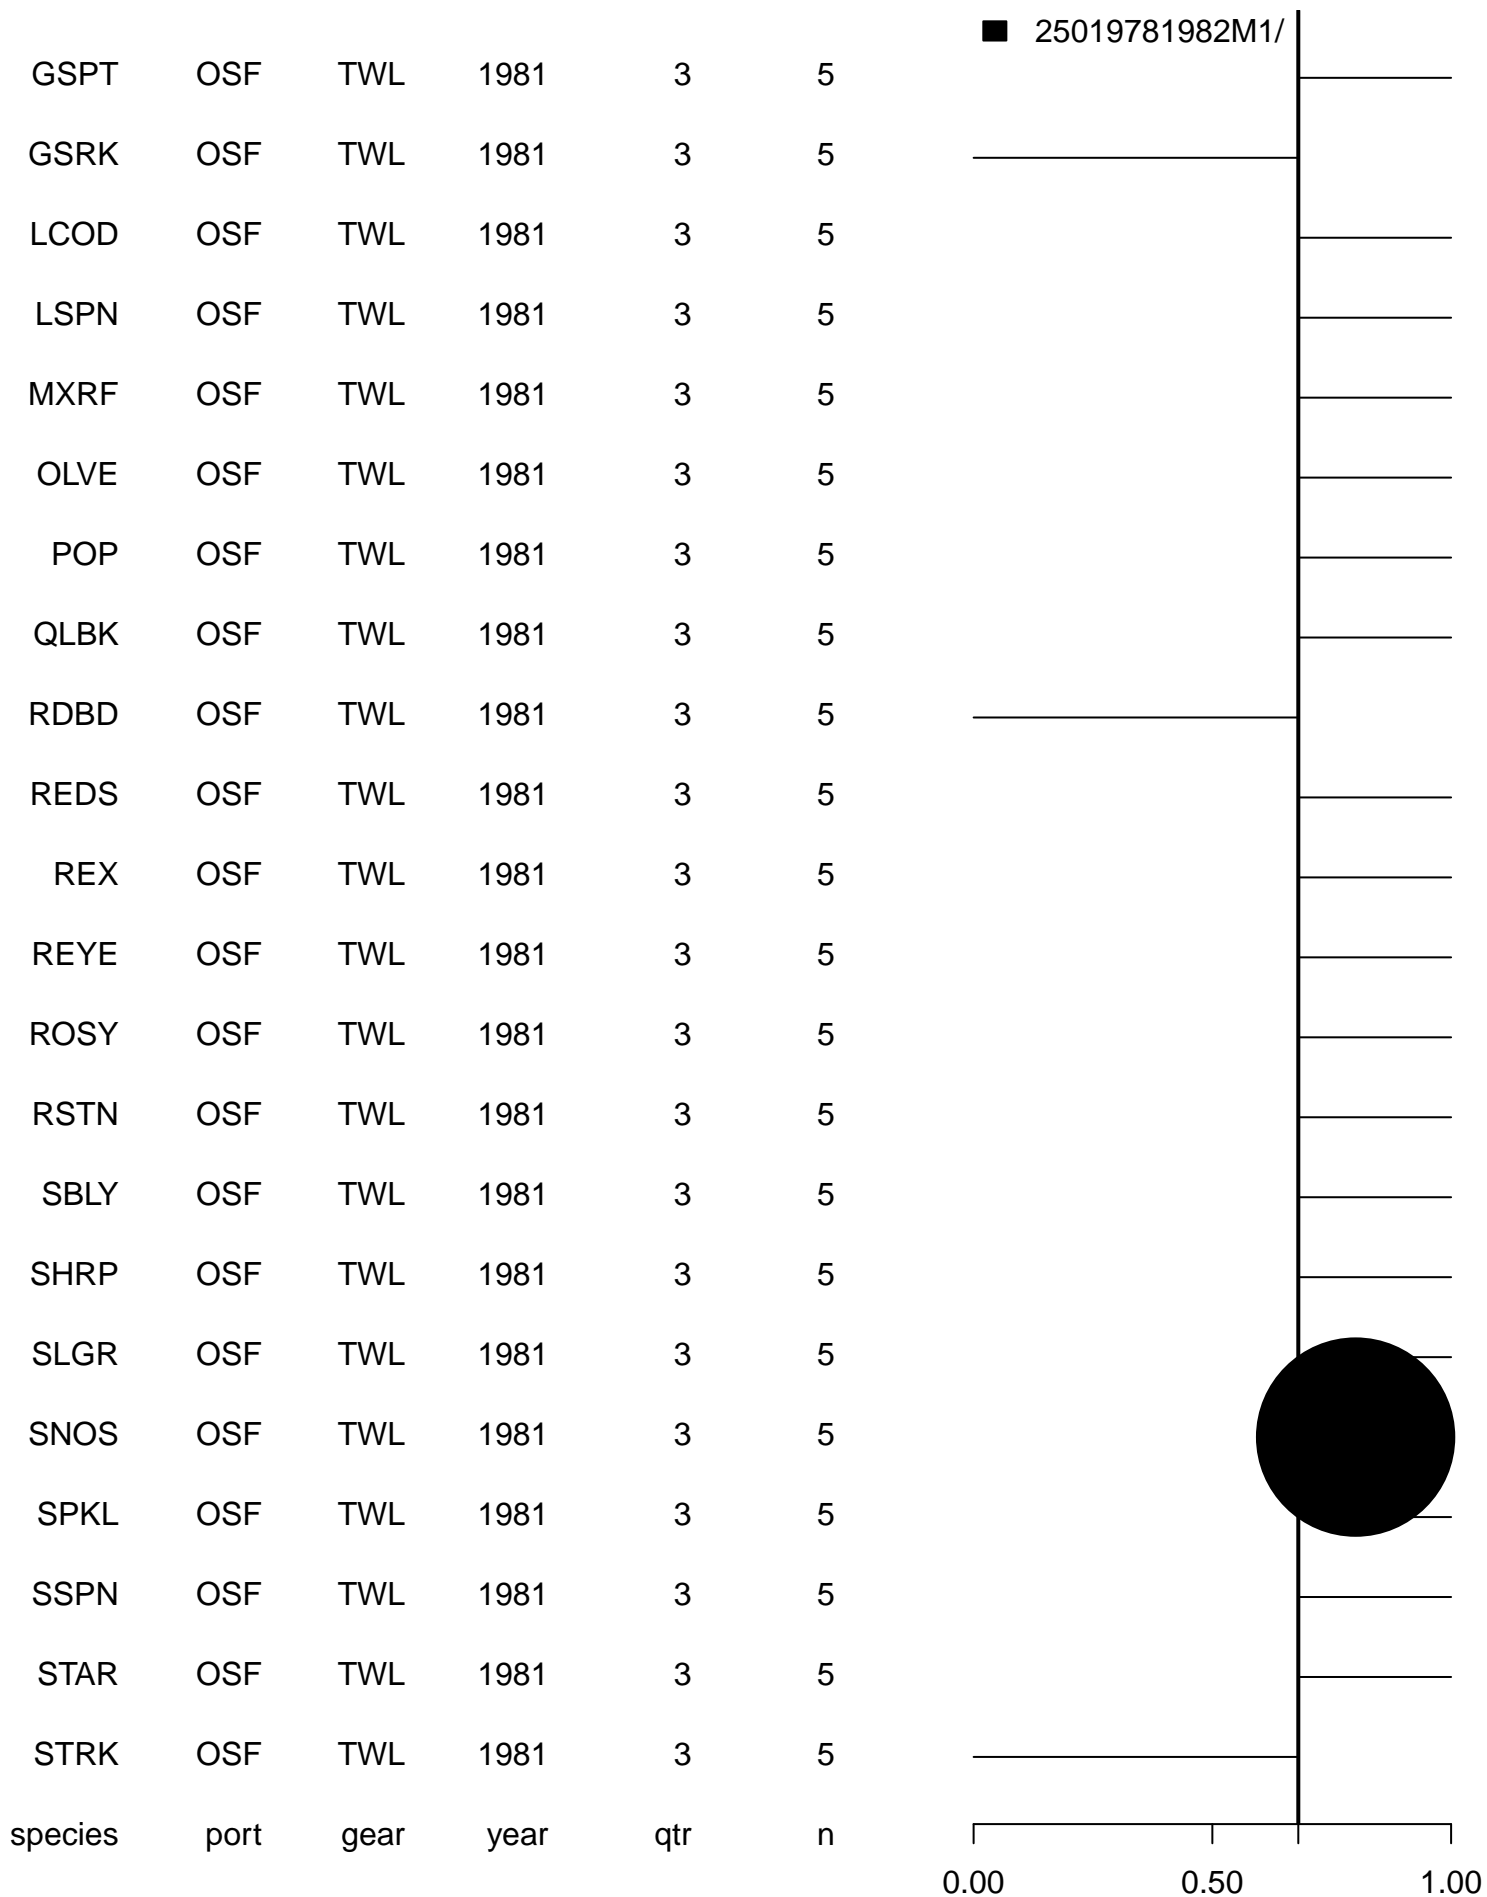 25019781982M1/
GSPT OSF TWL 1981 3 5
GSRK OSF TWL 1981 3 5
LCOD OSF TWL 1981 3 5
LSPN OSF TWL 1981 3 5
MXRF OSF TWL 1981 3 5
OLVE OSF TWL 1981 3 5
POP OSF TWL 1981 3 5
QLBK OSF TWL 1981 3 5
RDBD OSF TWL 1981 3 5
REDS OSF TWL 1981 3 5
REX OSF TWL 1981 3 5
REYE OSF TWL 1981 3 5
ROSY OSF TWL 1981 3 5
RSTN OSF TWL 1981 3 5
SBLY OSF TWL 1981 3 5
SHRP OSF TWL 1981 3 5
SLGR OSF TWL 1981 3 5
SNOS OSF TWL 1981 3 5
SPKL OSF TWL 1981 3 5
SSPN OSF TWL 1981 3 5
STAR OSF TWL 1981 3 5
STRK OSF TWL 1981 3 5
species port gear year qtr n
0.00 0.50 1.00